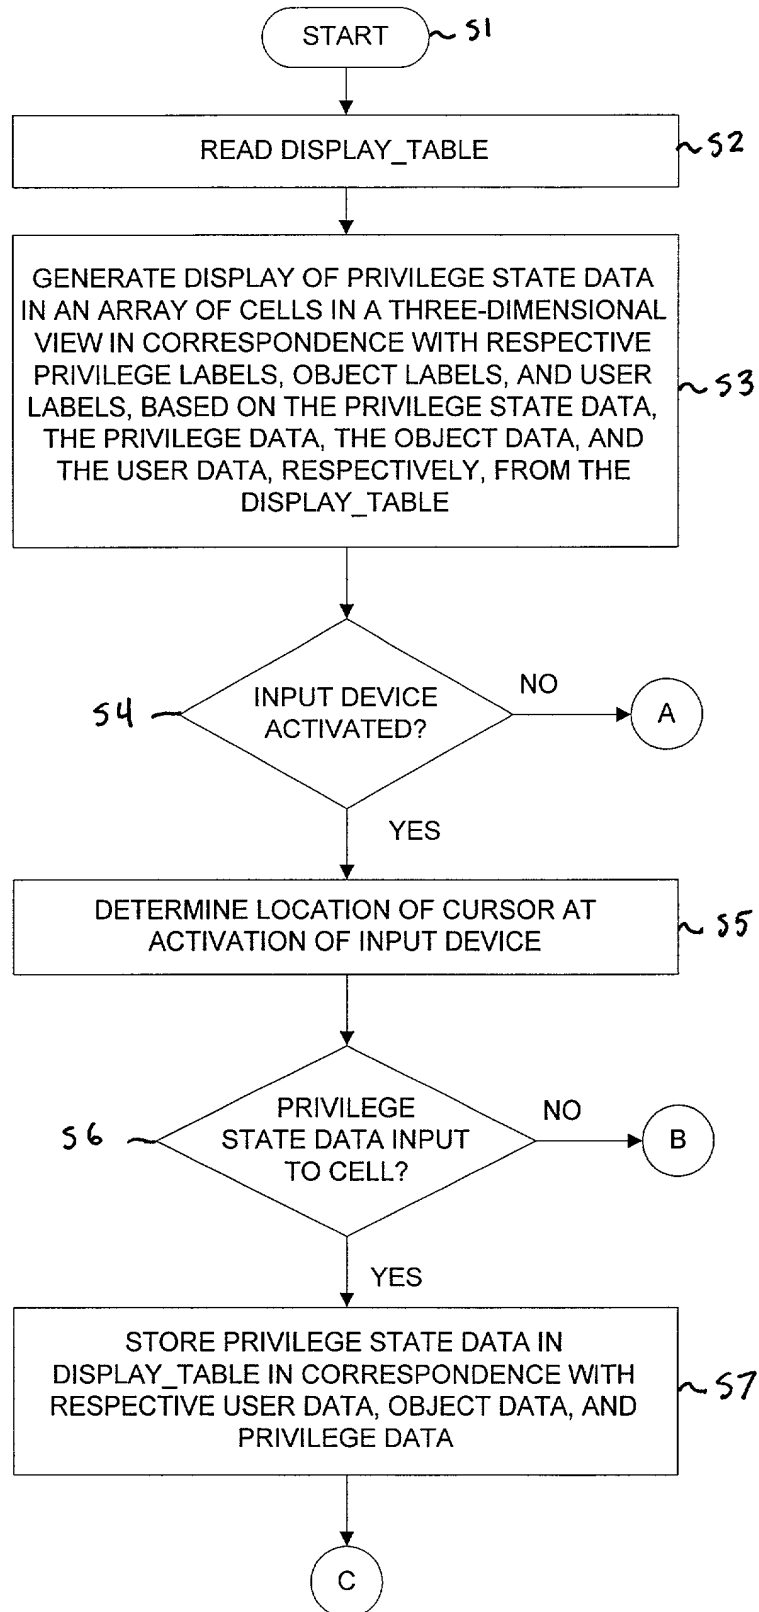 START
S1
READ DISPLAY_TABLE
S2
GENERATE DISPLAY OF PRIVILEGE STATE DATA
IN AN ARRAY OF CELLS IN A THREE-DIMENSIONAL
VIEW IN CORRESPONDENCE WITH RESPECTIVE
PRIVILEGE LABELS, OBJECT LABELS, AND USER
LABELS, BASED ON THE PRIVILEGE STATE DATA,
THE PRIVILEGE DATA, THE OBJECT DATA, AND
THE USER DATA, RESPECTIVELY, FROM THE
DISPLAY_TABLE
S3
S4
INPUT DEVICE
ACTIVATED?
NO
A
YES
DETERMINE LOCATION OF CURSOR AT
ACTIVATION OF INPUT DEVICE
S5
S6
PRIVILEGE
STATE DATA INPUT
TO CELL?
NO
B
YES
STORE PRIVILEGE STATE DATA IN
DISPLAY_TABLE IN CORRESPONDENCE WITH
RESPECTIVE USER DATA, OBJECT DATA, AND
PRIVILEGE DATA
S7
C